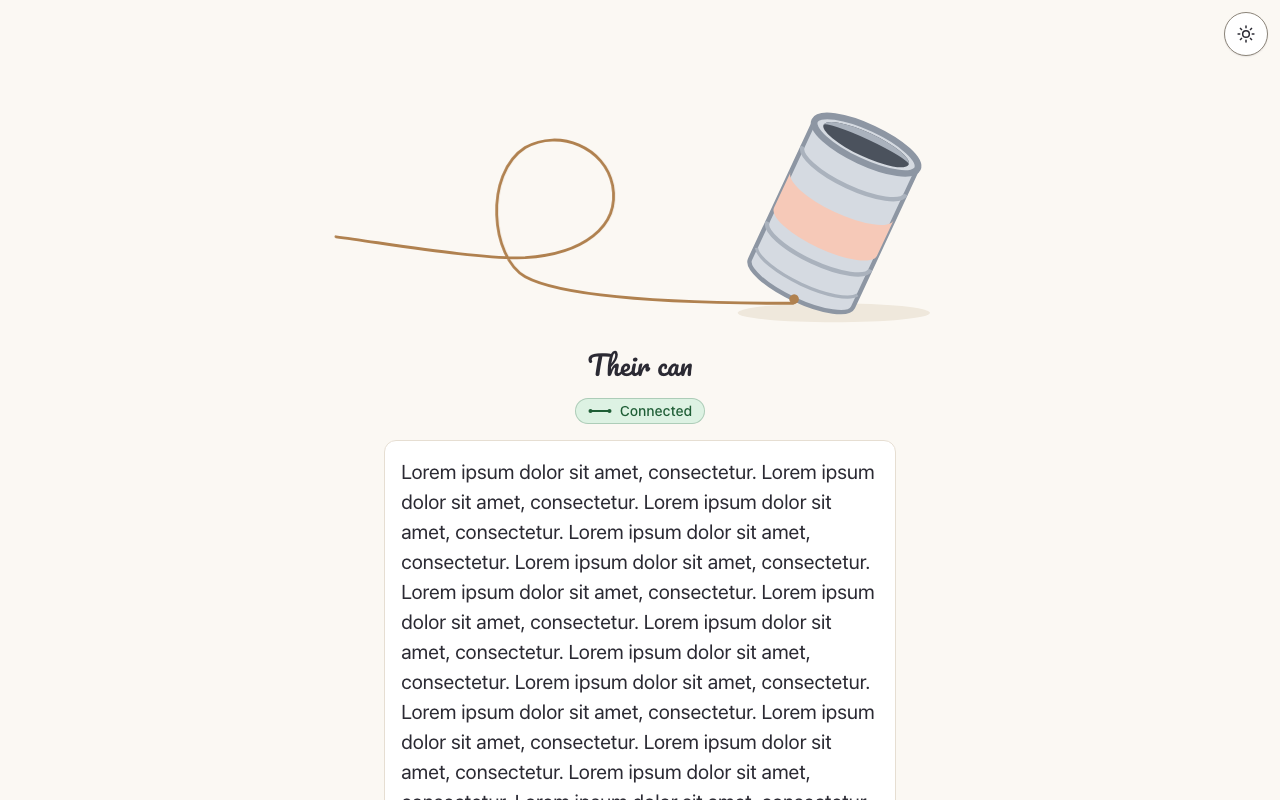 Their can
Connected
Lorem ipsum dolor sit amet, consectetur. Lorem ipsum
dolor sit amet, consectetur. Lorem ipsum dolor sit
amet, consectetur. Lorem ipsum dolor sit amet,
consectetur. Lorem ipsum dolor sit amet, consectetur.
Lorem ipsum dolor sit amet, consectetur. Lorem ipsum
dolor sit amet, consectetur. Lorem ipsum dolor sit
amet, consectetur. Lorem ipsum dolor sit amet,
consectetur. Lorem ipsum dolor sit amet, consectetur.
Lorem ipsum dolor sit amet, consectetur. Lorem ipsum
dolor sit amet, consectetur. Lorem ipsum dolor sit
amet, consectetur. Lorem ipsum dolor sit amet,